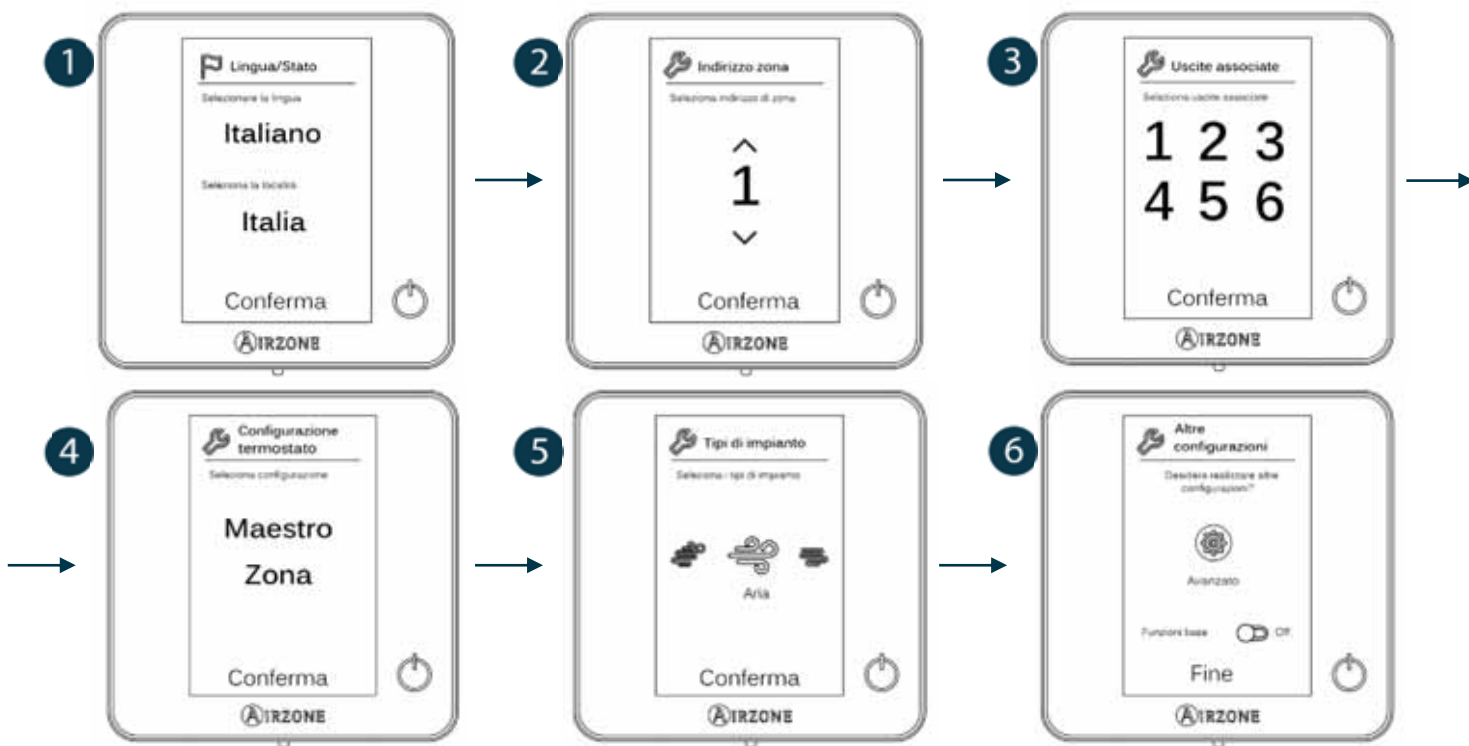 1
Lingua/Stato
Selezionare la lingua
Italiano
Seleziona la località
Italia
Conferma
AIRZONE
2
Indirizzo zona
Seleziona indirizzo di zona
1
Conferma
AIRZONE
3
Uscite associate
Seleziona uscite associate
1 2 3
4 5 6
Conferma
AIRZONE
4
Configurazione
termostato
Seleziona configurazione
Maestro
Zona
Conferma
AIRZONE
5
Tipi di impianto
Seleziona i tipi di impianto
Aria
Conferma
AIRZONE
6
Altre
configurazioni
Desidera realizzare altre
configurazioni?
Avanzato
Funzioni base Off
Fine
AIRZONE